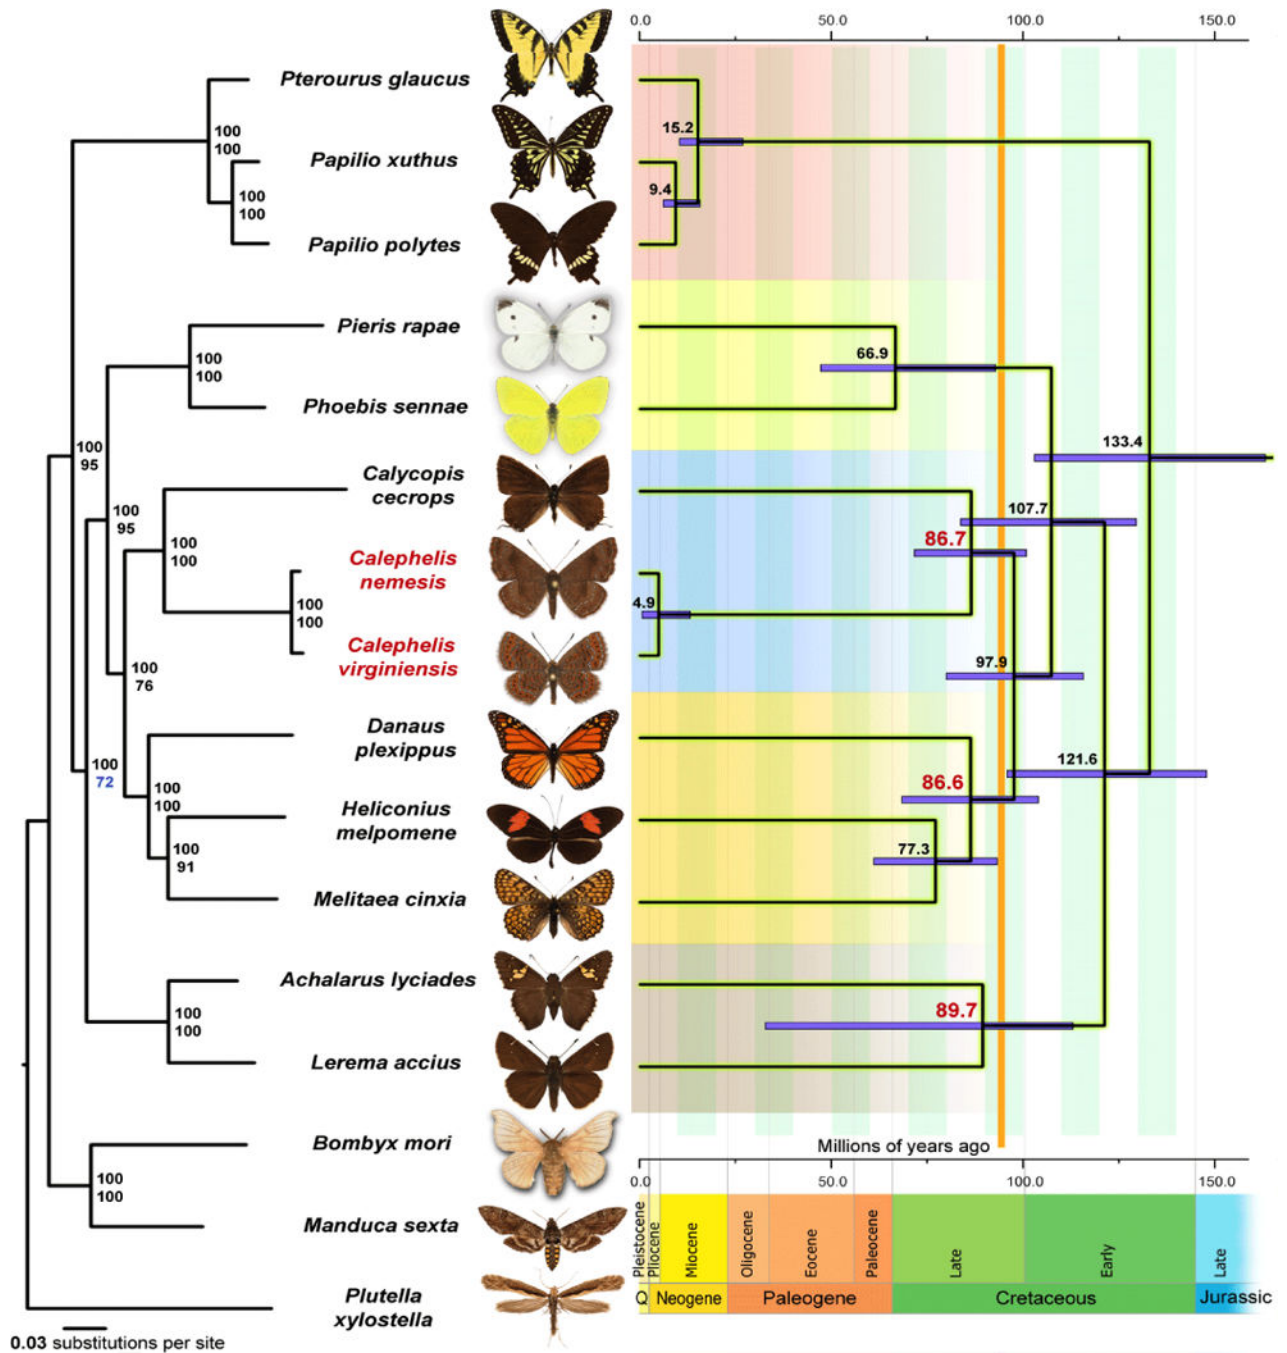 0.0 50.0 100.0 150.0
Pterourus glaucus
15.2
100
100
Papilio xuthus
9.4
100
100
Papilio polytes
Pieris rapae
66.9
100
100
Phoebis sennae
133.4
100
95
Calycopis
cecrops
107.7
100
95
86.7
100
100
Calephelis
nemesis
4.9
100
100
Calephelis
virginiensis
97.9
100
76
Danaus
plexippus
121.6
100
72
86.6
100
100
Heliconius
melpomene
77.3
100
91
Melitaea cinxia
Achalarus lyciades
89.7
100
100
Lerema accius
Bombyx mori
Millions of years ago
0.0 50.0 100.0 150.0
100
100
Manduca sexta
Pleistocene
Pliocene
Miocene
Oligocene
Eocene
Paleocene
Late
Early
Late
Plutella
xylostella
Q Neogene Paleogene Cretaceous Jurassic
0.03 substitutions per site